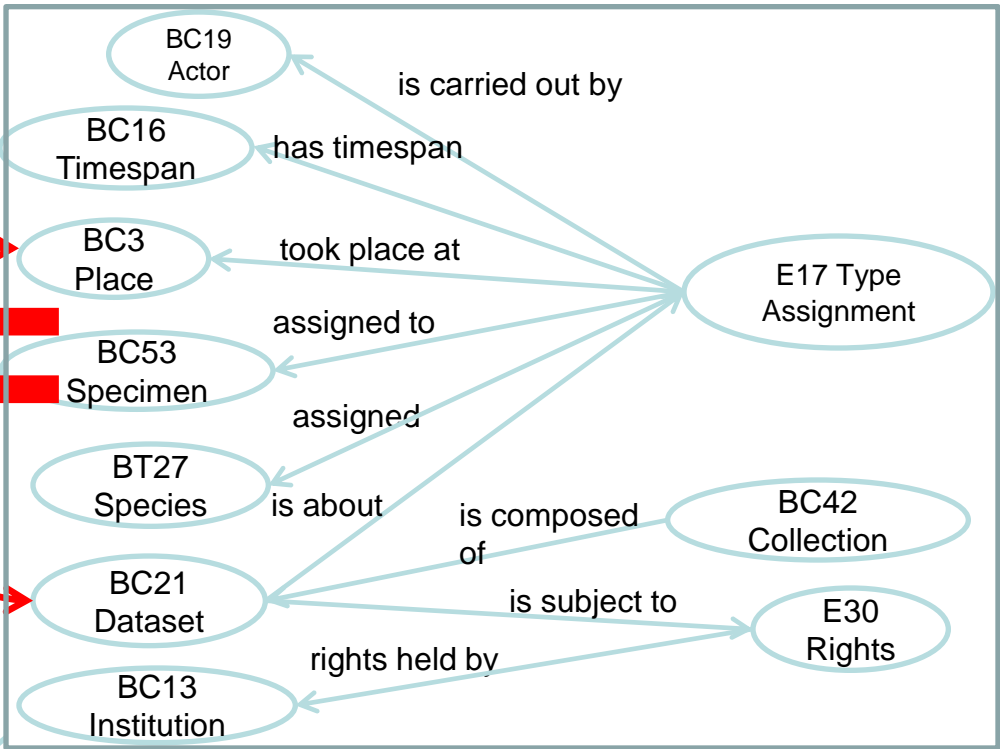 BC19
Actor
is carried out by
BC16
Timespan
has timespan
BC3
Place
took place at
E17 Type
Assignment
assigned to
BC53
Specimen
assigned
BT27
Species
is about
is composed
of
BC42
Collection
BC21
Dataset
is subject to
E30
Rights
rights held by
BC13
Institution